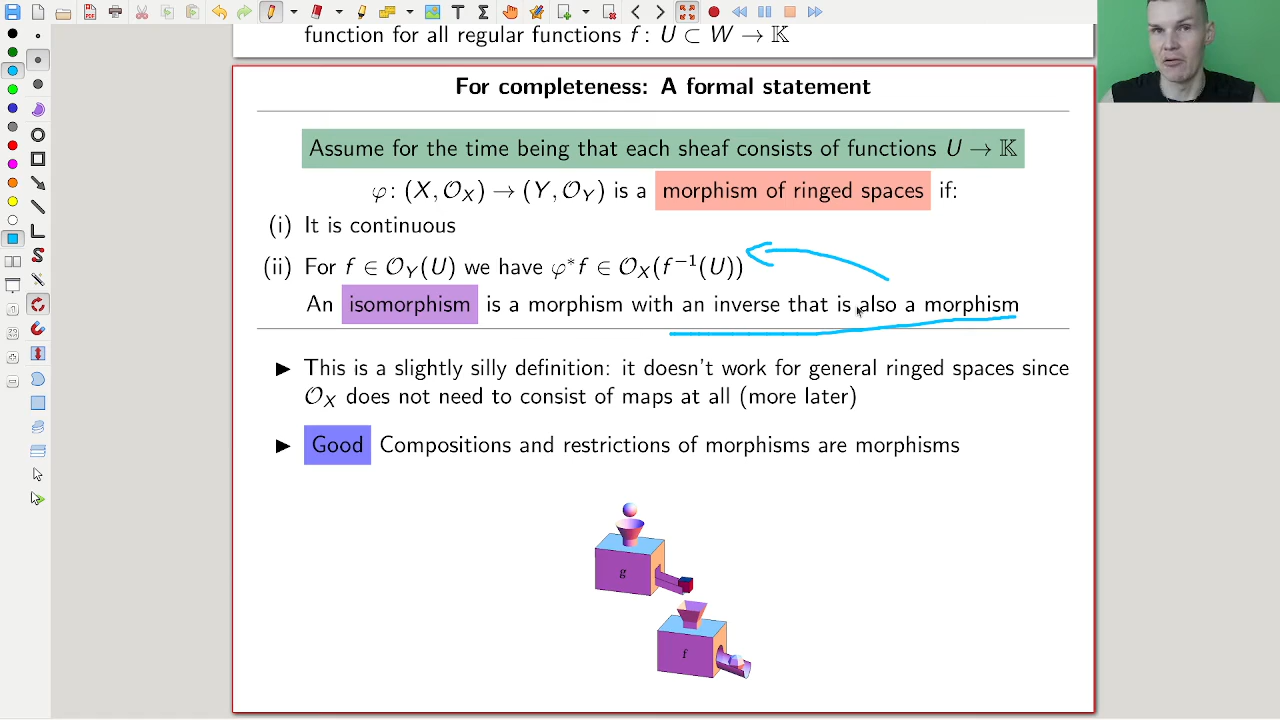 function for all regular functions f : U ⊂ W → 𝕂
For completeness: A formal statement
Assume for the time being that each sheaf consists of functions U → 𝕂
φ: (X, 𝒪_X) → (Y, 𝒪_Y) is a morphism of ringed spaces if:
(i) It is continuous
(ii) For f ∈ 𝒪_Y(U) we have φ*f ∈ 𝒪_X(f⁻¹(U))
An isomorphism is a morphism with an inverse that is also a morphism
▶ This is a slightly silly definition: it doesn't work for general ringed spaces since
𝒪_X does not need to consist of maps at all (more later)
▶ Good Compositions and restrictions of morphisms are morphisms
g
f